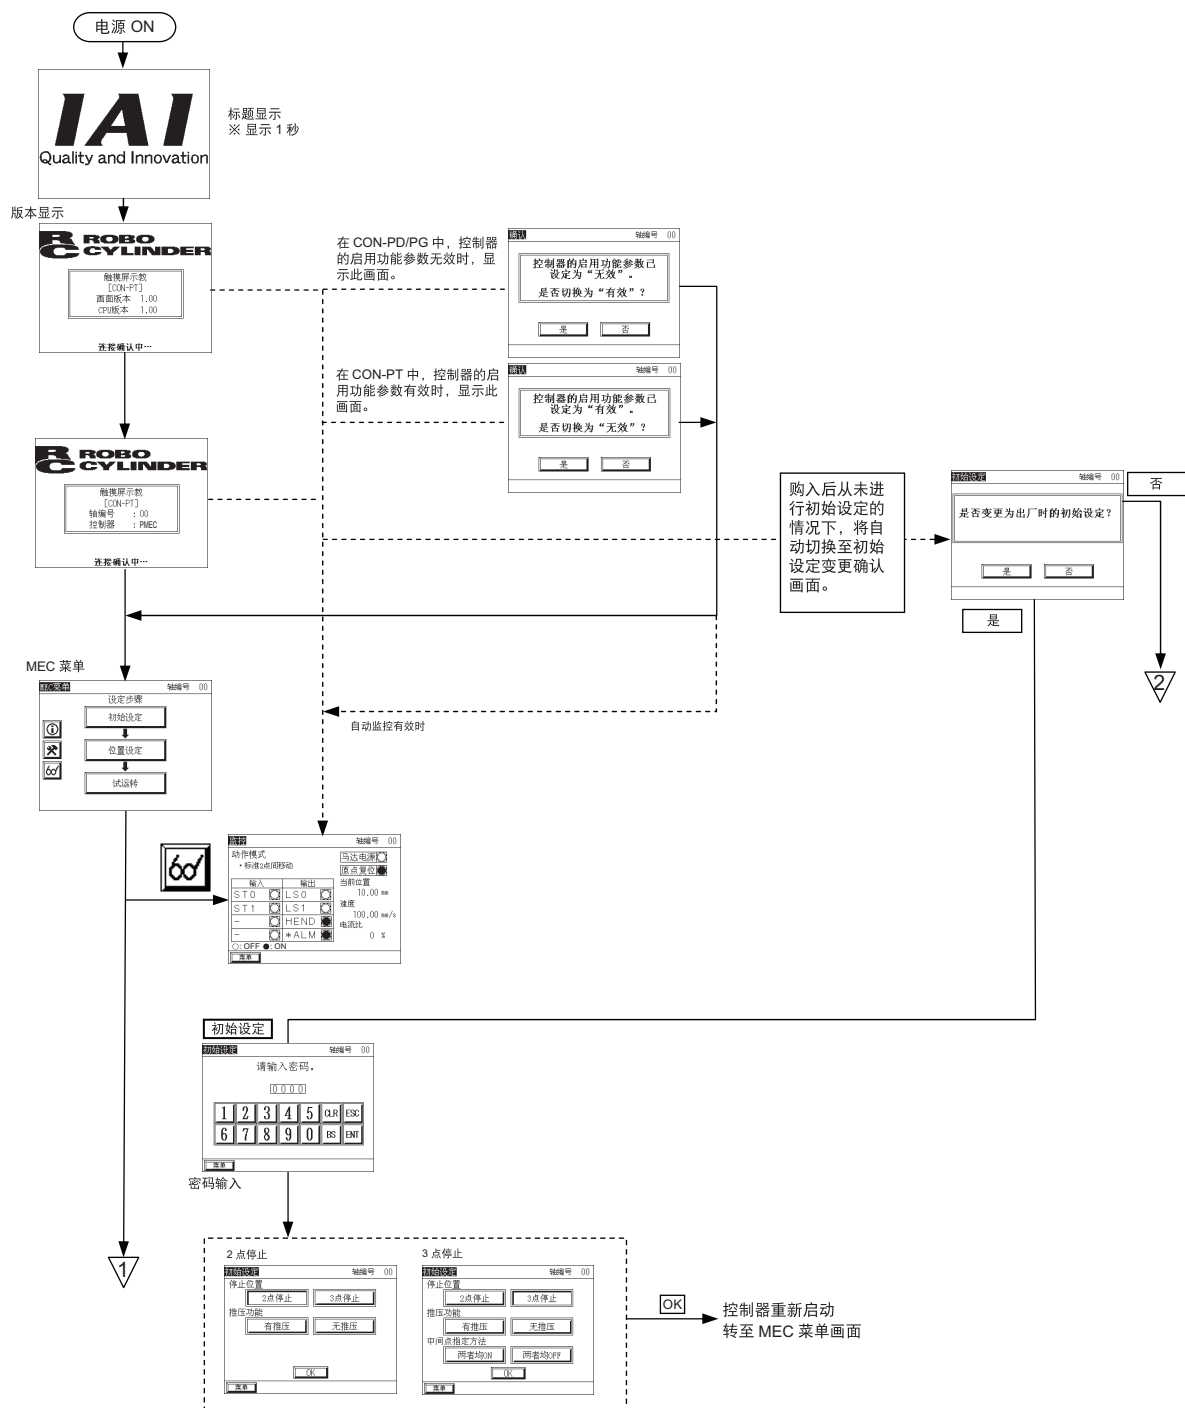 电源 ON
IAI
Quality and Innovation
标题显示
※ 显示 1 秒
版本显示
RC ROBO
CYLINDER
触摸屏示教
[CON-PT]
画面版本 1.00
CPU版本 1.00
连接确认中…
在 CON-PD/PG 中，控制器
的启用功能参数无效时，显
示此画面。
确认 轴编号 00
控制器的启用功能参数已
设定为“无效”。
是否切换为“有效”？
是 否
在 CON-PT 中，控制器的启
用功能参数有效时，显示此
画面。
确认 轴编号 00
控制器的启用功能参数已
设定为“有效”。
是否切换为“无效”？
是 否
RC ROBO
CYLINDER
触摸屏示教
[CON-PT]
轴编号 : 00
控制器 : PMEC
连接确认中…
购入后从未进
行初始设定的
情况下，将自
动切换至初始
设定变更确认
画面。
初始设定 轴编号 00
是否变更为出厂时的初始设定？
是 否
否
是
2
MEC 菜单
MEC菜单 轴编号 00
设定步骤
初始设定
位置设定
试运转
自动监控有效时
监控 轴编号 00
动作模式
・标准2点间移动
马达电源
原点复位
输入 输出
ST0 LS0
ST1 LS1
- HEND
- *ALM
当前位置
10.00 mm
速度
100.00 mm/s
电流比
0 %
○: OFF ●: ON
菜单
初始设定
初始设定 轴编号 00
请输入密码。
0000
1 2 3 4 5 CLR ESC
6 7 8 9 0 BS ENT
菜单
密码输入
1
2 点停止
初始设定 轴编号 00
停止位置
2点停止 3点停止
推压功能
有推压 无推压
OK
菜单
3 点停止
初始设定 轴编号 00
停止位置
2点停止 3点停止
推压功能
有推压 无推压
中间点指定方法
两者均ON 两者均OFF
OK
菜单
OK
控制器重新启动
转至 MEC 菜单画面